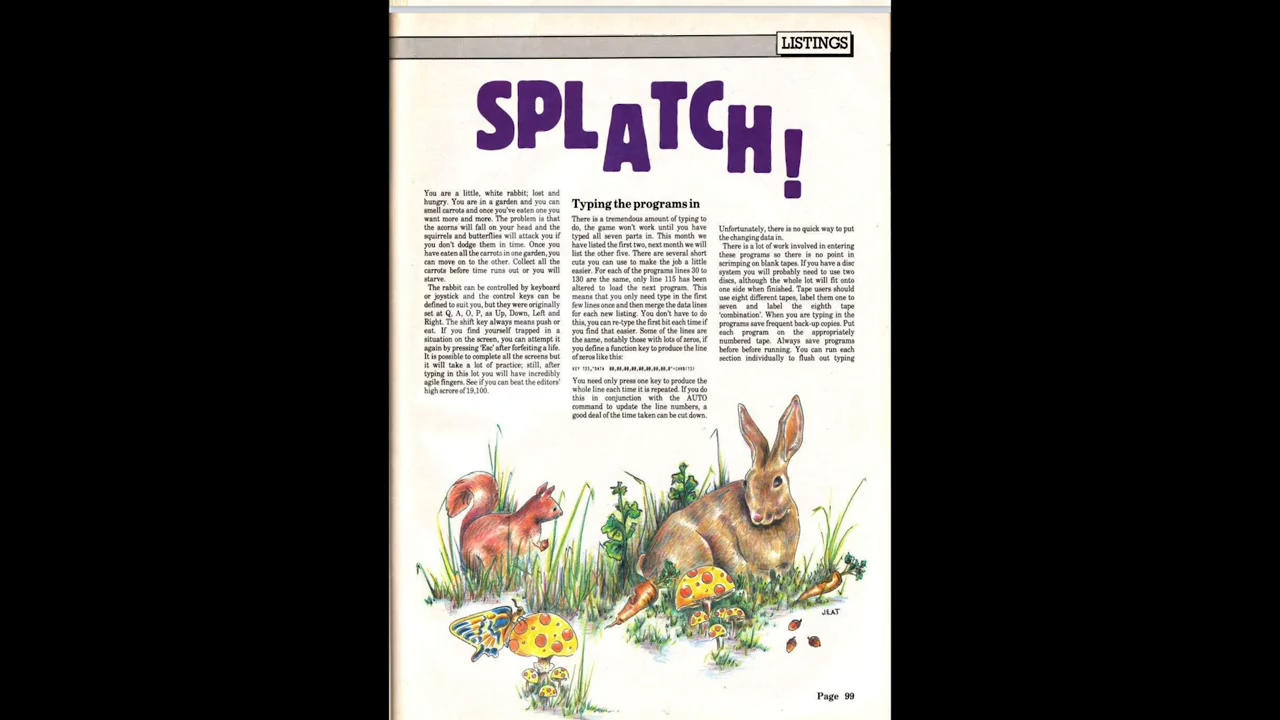 LISTINGS
SPLATCH!
You are a little, white rabbit; lost and
hungry. You are in a garden and you can
smell carrots and once you've eaten one you
want more and more. The problem is that
the acorns will fall on your head and the
squirrels and butterflies will attack you if
you don't dodge them in time. Once you
have eaten all the carrots in one garden, you
can move on to the other. Collect all the
carrots before time runs out or you will
starve.
The rabbit can be controlled by keyboard
or joystick and the control keys can be
defined to suit you, but they were originally
set at Q, A, O, P, as Up, Down, Left and
Right. The shift key always means push or
eat. If you find yourself trapped in a
situation on the screen, you can attempt it
again by pressing 'Esc' after forfeiting a life.
It is possible to complete all the screens but
it will take a lot of practice; still, after
typing in this lot you will have incredibly
agile fingers. See if you can beat the editors'
high scrore of 19,100.
Typing the programs in
There is a tremendous amount of typing to
do, the game won't work until you have
typed all seven parts in. This month we
have listed the first two, next month we will
list the other five. There are several short
cuts you can use to make the job a little
easier. For each of the programs lines 30 to
130 are the same, only line 115 has been
altered to load the next program. This
means that you only need type in the first
few lines once and then merge the data lines
for each new listing. You don't have to do
this, you can re-type the first bit each time if
you find that easier. Some of the lines are
the same, notably those with lots of zeros, if
you define a function key to produce the line
of zeros like this:
You need only press one key to produce the
whole line each time it is repeated. If you do
this in conjunction with the AUTO
command to update the line numbers, a
good deal of the time taken can be cut down.
Unfortunately, there is no quick way to put
the changing data in.
There is a lot of work involved in entering
these programs so there is no point in
scrimping on blank tapes. If you have a disc
system you will probably need to use two
discs, although the whole lot will fit onto
one side when finished. Tape users should
use eight different tapes, label them one to
seven and label the eighth tape
'combination'. When you are typing in the
programs save frequent back-up copies. Put
each program on the appropriately
numbered tape. Always save programs
before before running. You can run each
section individually to flush out typing
J.EAT
Page 99